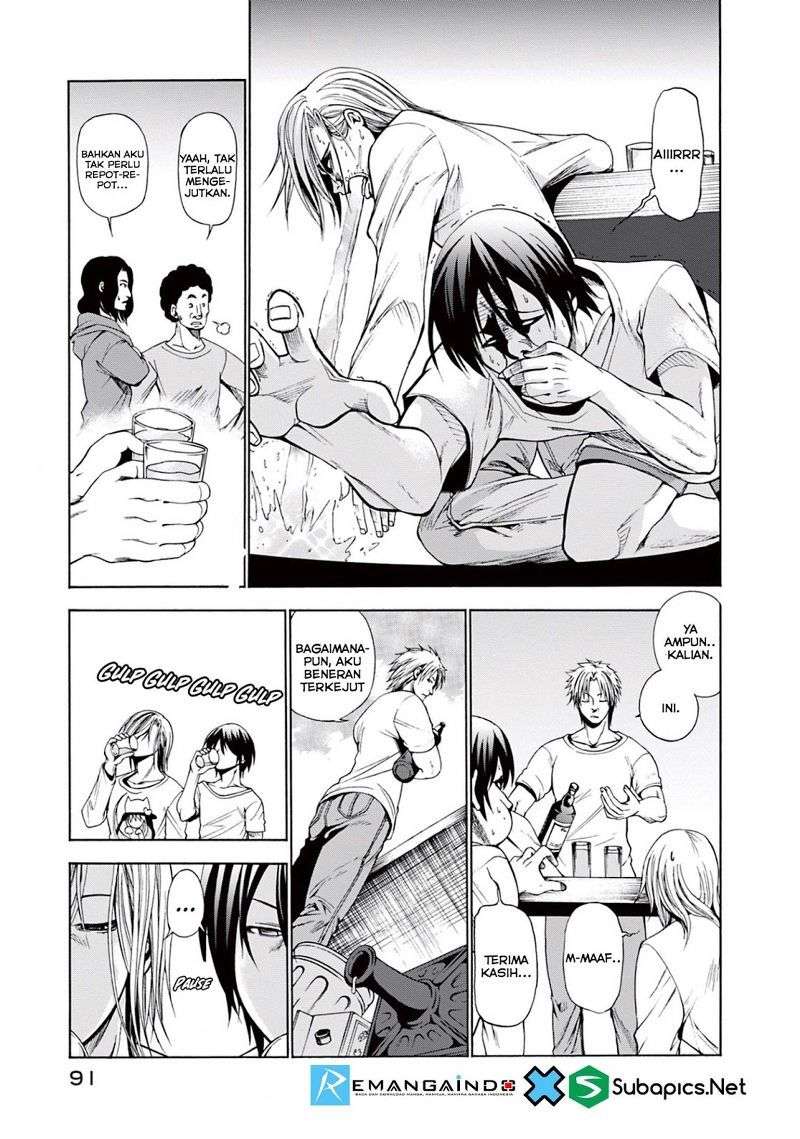 AIIIRRR
...
YAAH, TAK
TERLALU
MENGE-
JUTKAN.
BAHKAN AKU
TAK PERLU
REPOT-RE-
POT...
YA
AMPUN..
KALIAN.
INI.
M-MAAF..
TERIMA
KASIH...
BAGAIMANA-
PUN, AKU
BENERAN
TERKEJUT
GULP GULP GULP GULP
...
PAUSE
91
REMANGAINDO
Subapics.Net